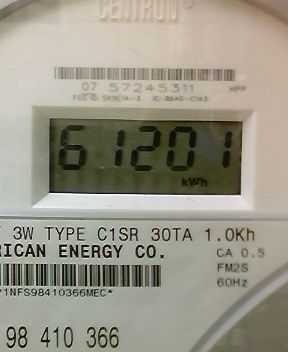 CENTRON
07 57245311
61201
kWh
3W TYPE C1SR 30TA 1.0Kh
RICAN ENERGY CO.
CA 0.5
FM2S
60Hz
1NFS98410366MEC*
98 410 366